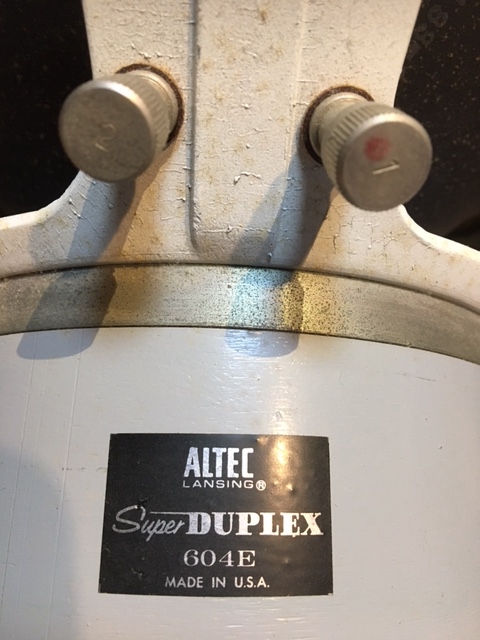 2
1
ALTEC
LANSING®
Super DUPLEX
604E
MADE IN U.S.A.